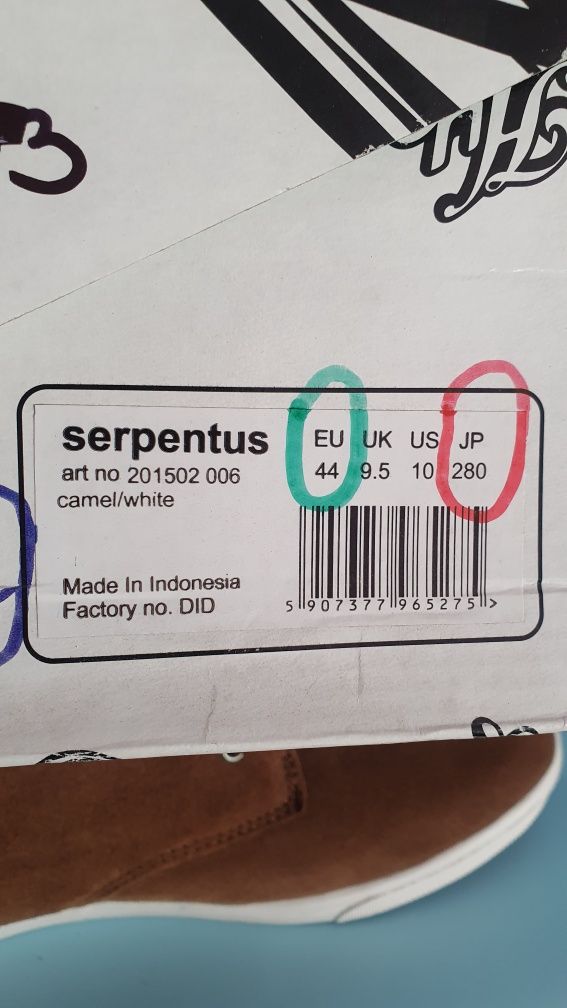 3
serpentus
art no 201502 006
camel/white
EU UK US JP
44 9.5 10 280
Made In Indonesia
Factory no. DID
5 907377 965275 >